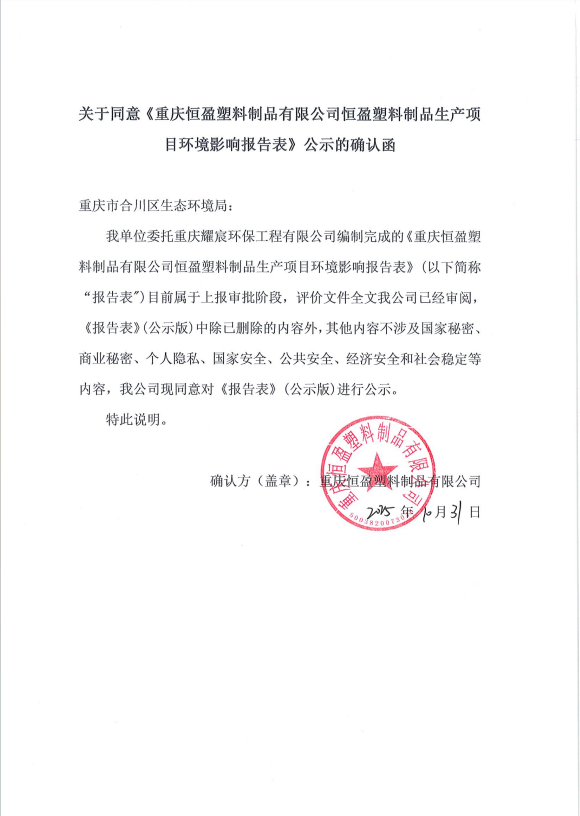 关于同意《重庆恒盈塑料制品有限公司恒盈塑料制品生产项
目环境影响报告表》公示的确认函
重庆市合川区生态环境局：
我单位委托重庆耀宸环保工程有限公司编制完成的《重庆恒盈塑
料制品有限公司恒盈塑料制品生产项目环境影响报告表》（以下简称
“报告表”)目前属于上报审批阶段，评价文件全文我公司已经审阅，
《报告表》(公示版)中除已删除的内容外，其他内容不涉及国家秘密、
商业秘密、个人隐私、国家安全、公共安全、经济安全和社会稳定等
内容，我公司现同意对《报告表》(公示版)进行公示。
特此说明。
重庆恒盈塑料制品有限公司
确认方（盖章）：重庆恒盈塑料制品有限公司
2025 年 10 月 31 日